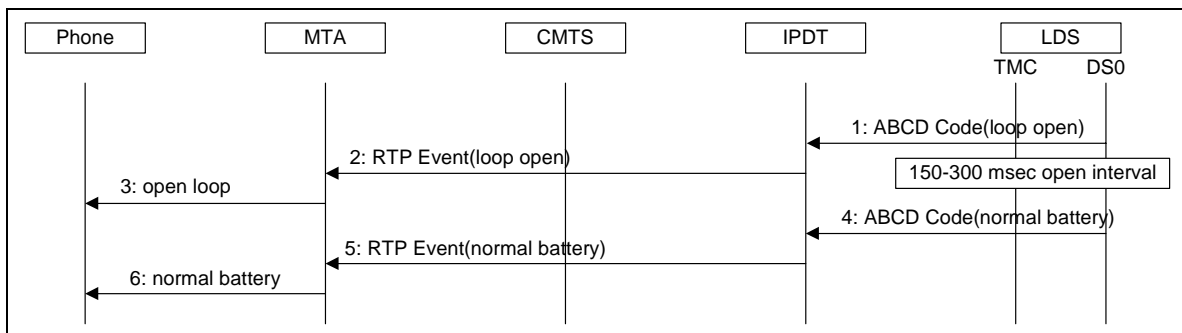 Phone
MTA
CMTS
IPDT
LDS
TMC
DS0
1: ABCD Code(loop open)
2: RTP Event(loop open)
150-300 msec open interval
3: open loop
4: ABCD Code(normal battery)
5: RTP Event(normal battery)
6: normal battery